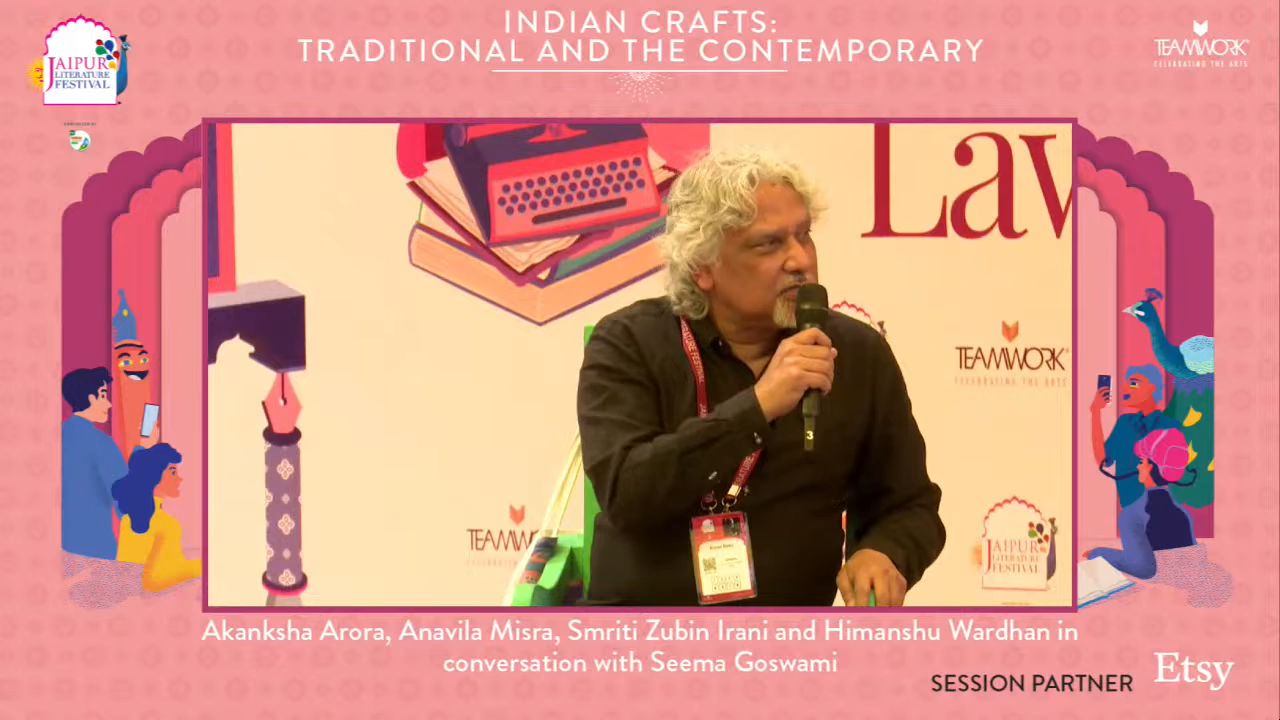 INDIAN CRAFTS:
TRADITIONAL AND THE CONTEMPORARY
JAIPUR
LITERATURE
FESTIVAL
TEAMWORK
CELEBRATING THE ARTS
Lav
TEAMWORK
CELEBRATING THE ARTS
3
TEAMW
JAIPUR
LITERATURE
FESTIVAL
Akanksha Arora, Anavila Misra, Smriti Zubin Irani and Himanshu Wardhan in
conversation with Seema Goswami
SESSION PARTNER
Etsy